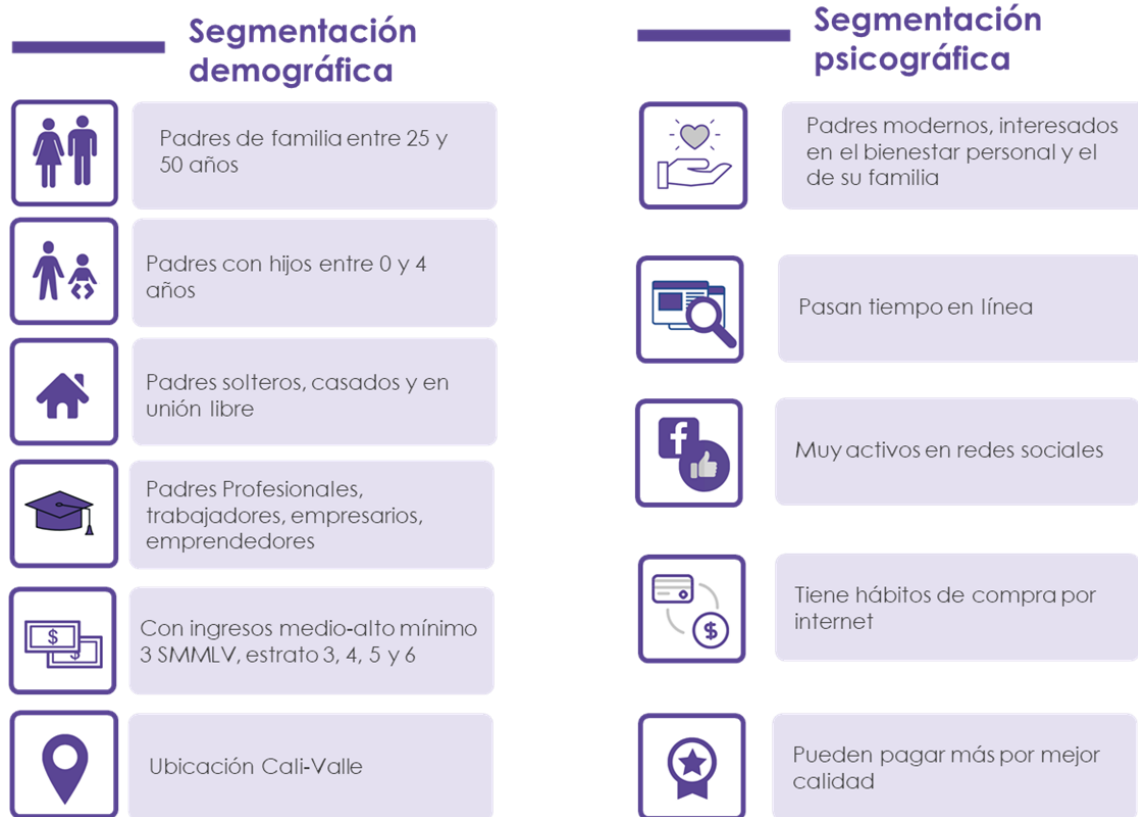 Segmentación
demográfica
Padres de familia entre 25 y
50 años
Padres con hijos entre 0 y 4
años
Padres solteros, casados y en
unión libre
Padres Profesionales,
trabajadores, empresarios,
emprendedores
$
$
Con ingresos medio-alto mínimo
3 SMMLV, estrato 3, 4, 5 y 6
Ubicación Cali-Valle
Segmentación
psicográfica
Padres modernos, interesados
en el bienestar personal y el
de su familia
Pasan tiempo en línea
f
Muy activos en redes sociales
$
Tiene hábitos de compra por
internet
Pueden pagar más por mejor
calidad